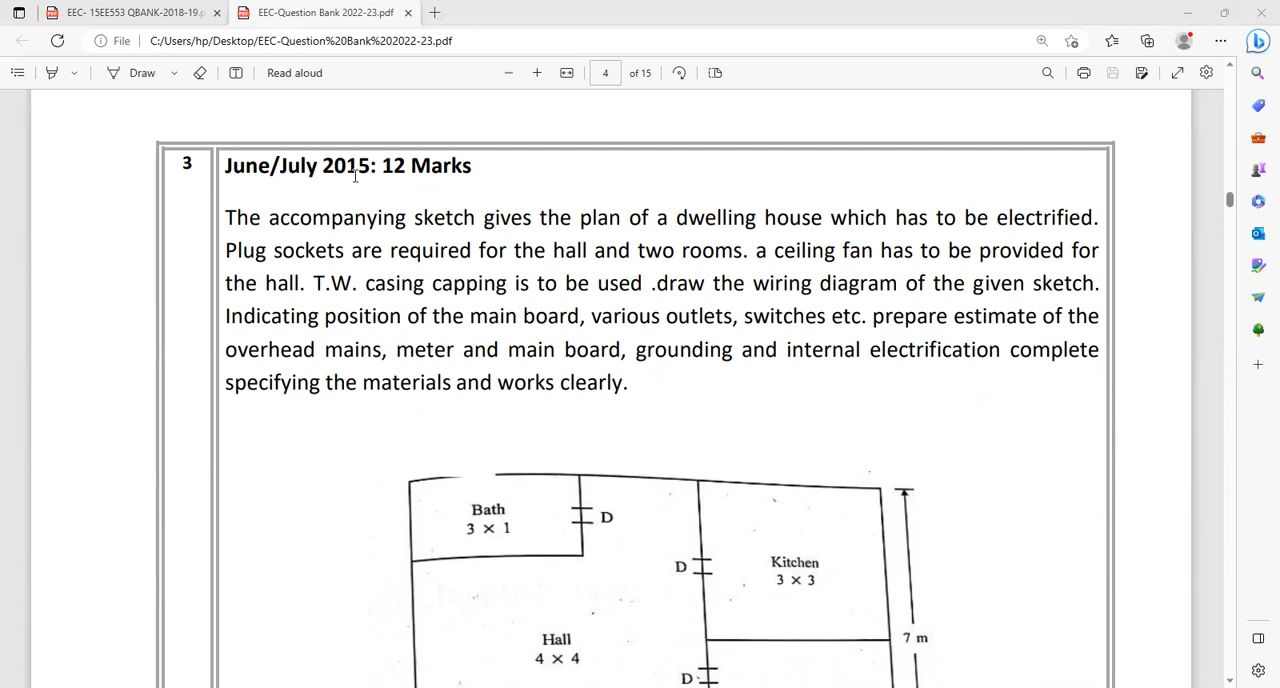 EEC- 15EE553 QBANK-2018-19.p
EEC-Question Bank 2022-23.pdf
File
C:/Users/hp/Desktop/EEC-Question%20Bank%202022-23.pdf
Draw
Read aloud
4
of 15
3
June/July 2015: 12 Marks
The accompanying sketch gives the plan of a dwelling house which has to be electrified.
Plug sockets are required for the hall and two rooms. a ceiling fan has to be provided for
the hall. T.W. casing capping is to be used .draw the wiring diagram of the given sketch.
Indicating position of the main board, various outlets, switches etc. prepare estimate of the
overhead mains, meter and main board, grounding and internal electrification complete
specifying the materials and works clearly.
Bath
3 × 1
D
D
Kitchen
3 × 3
Hall
4 × 4
7 m
D